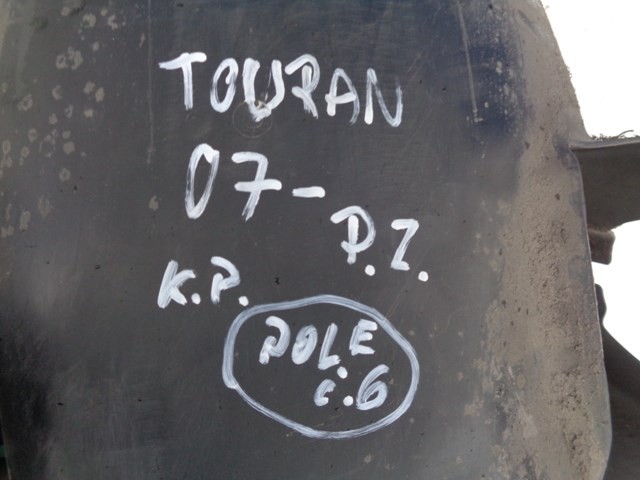 TOURAN
07-
P.Z.
K.P.
POLE
č.6